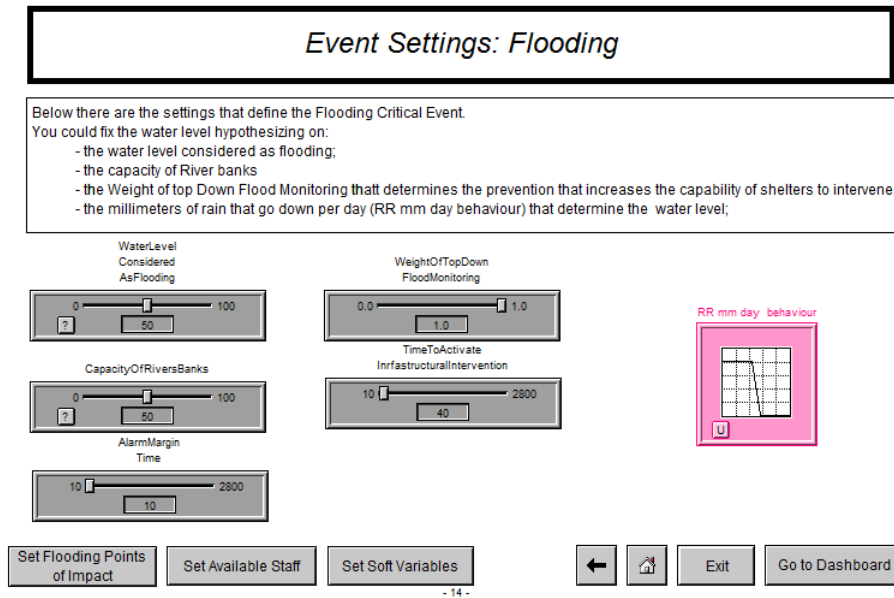 Event Settings: Flooding
Below there are the settings that define the Flooding Critical Event.
You could fix the water level hypothesizing on:
- the water level considered as flooding;
- the capacity of River banks
- the Weight of top Down Flood Monitoring thatt determines the prevention that increases the capability of shelters to intervene
- the millimeters of rain that go down per day (RR mm day behaviour) that determine the water level;
WaterLevel
Considered
AsFlooding
0 100
? 50
WeightOfTopDown
FloodMonitoring
0.0 1.0
1.0
RR mm day behaviour
U
CapacityOfRiversBanks
0 100
? 50
TimeToActivate
InrfastructuralIntervention
10 2800
40
AlarmMargin
Time
10 2800
10
Set Flooding Points
of Impact
Set Available Staff
Set Soft Variables
Exit
Go to Dashboard
- 14 -